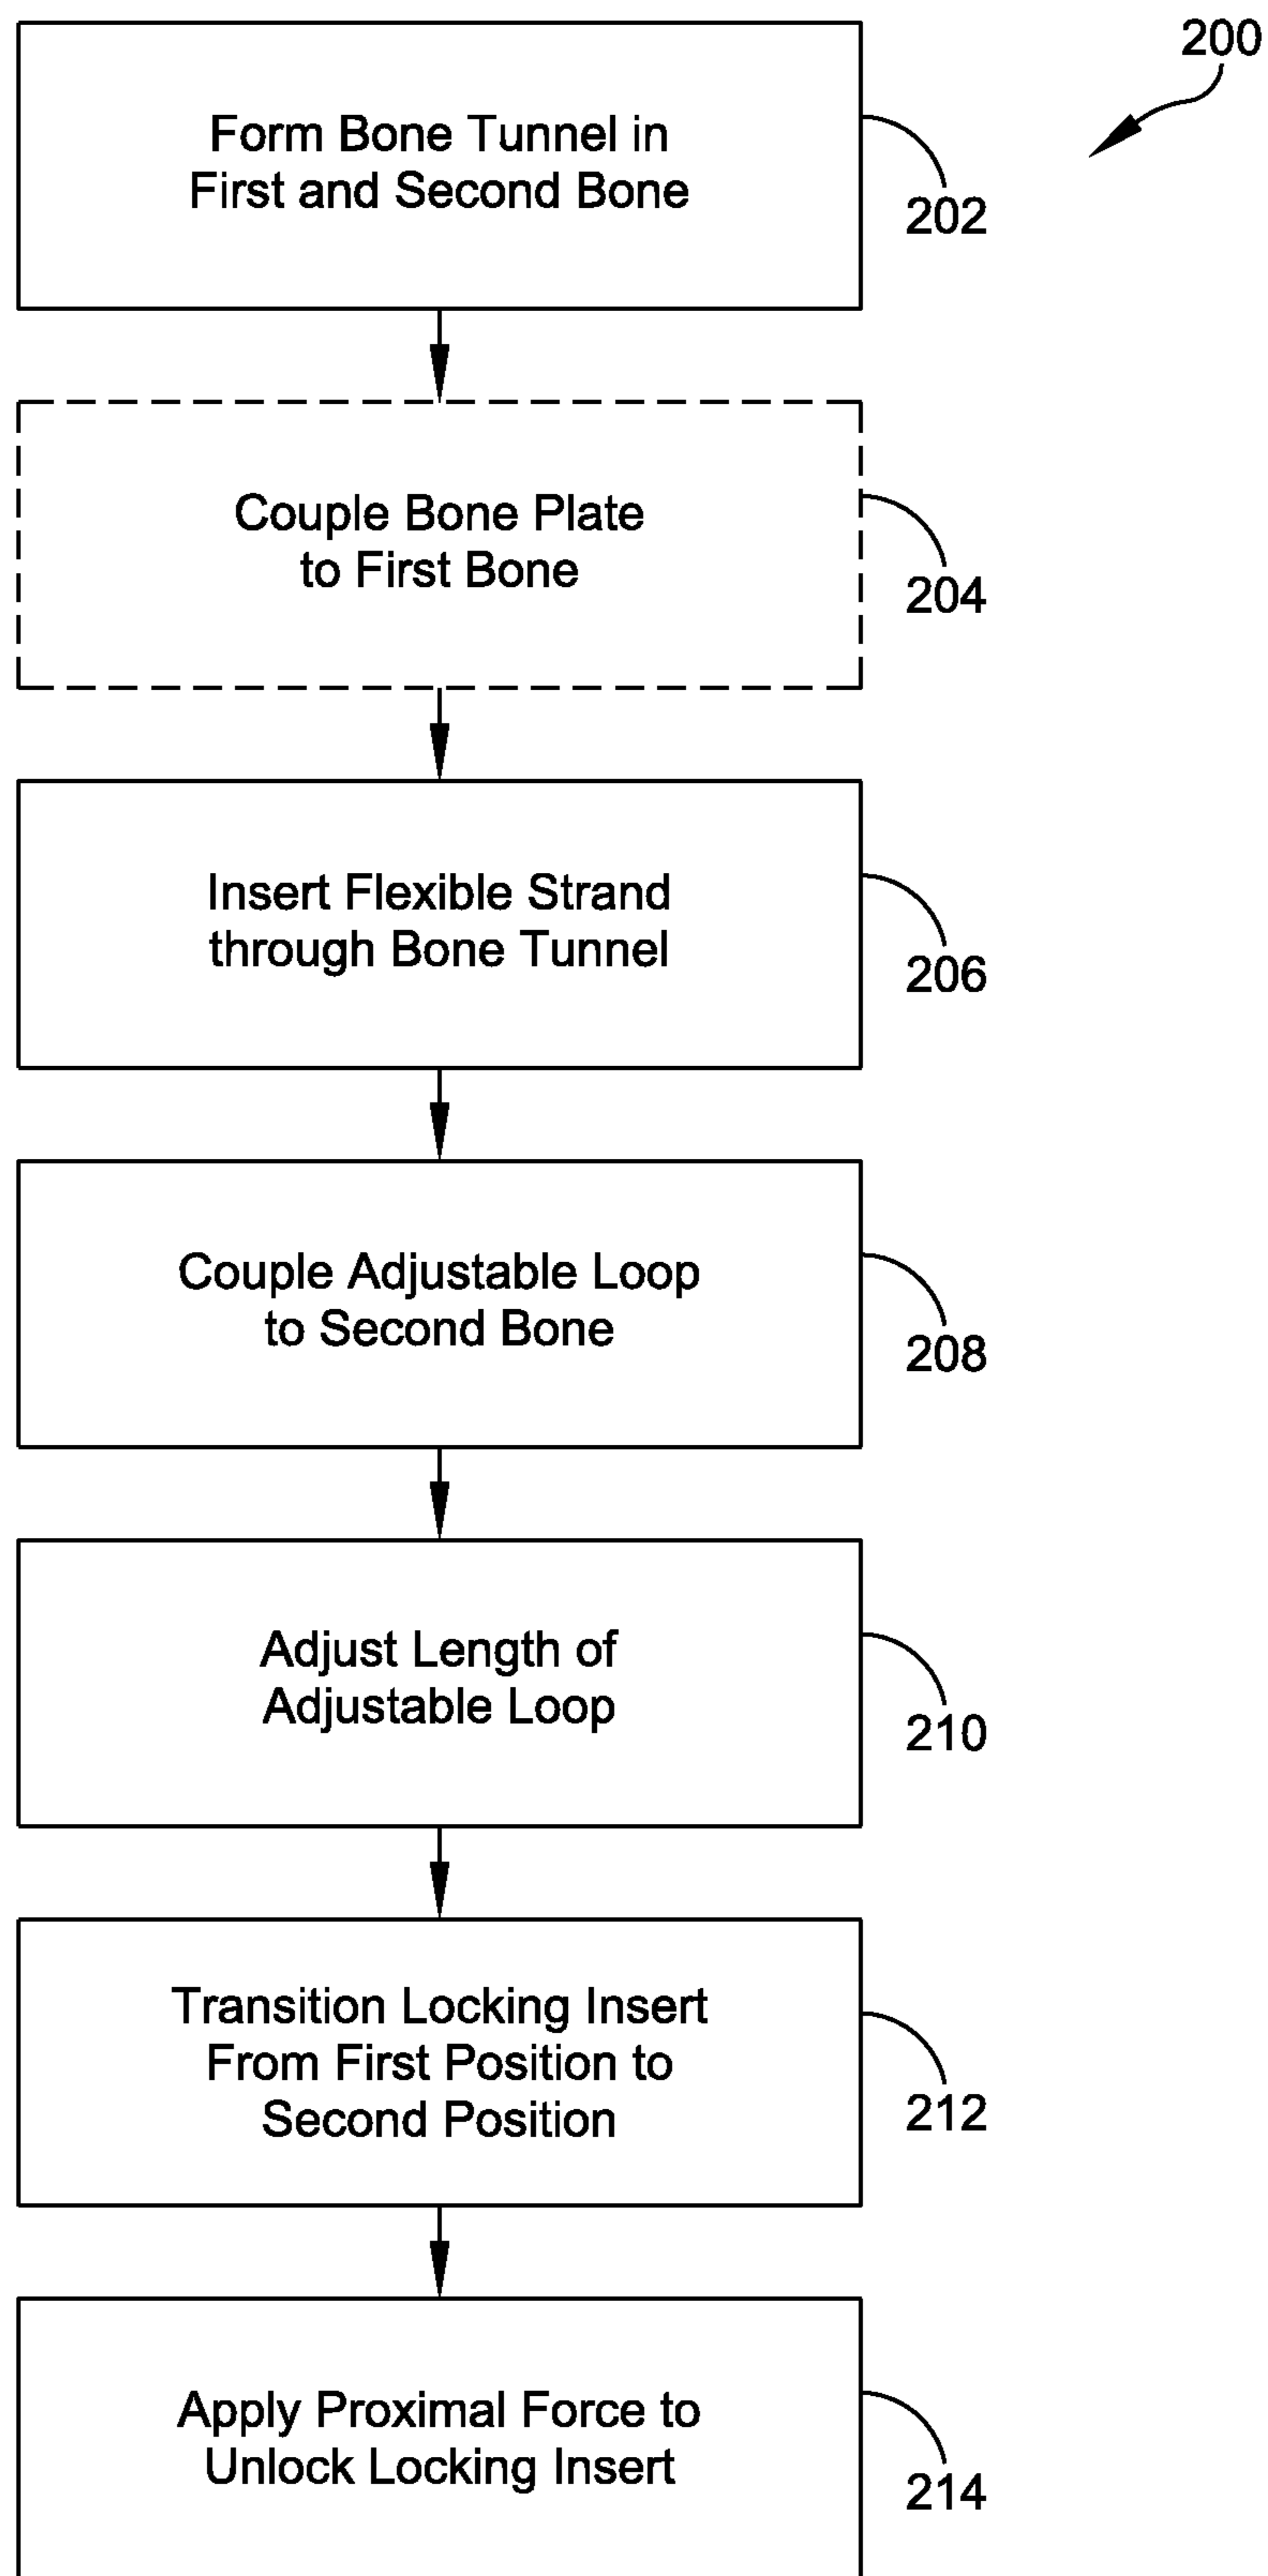 200
Form Bone Tunnel in
First and Second Bone
202
Couple Bone Plate
to First Bone
204
Insert Flexible Strand
through Bone Tunnel
206
Couple Adjustable Loop
to Second Bone
208
Adjust Length of
Adjustable Loop
210
Transition Locking Insert
From First Position to
Second Position
212
Apply Proximal Force to
Unlock Locking Insert
214